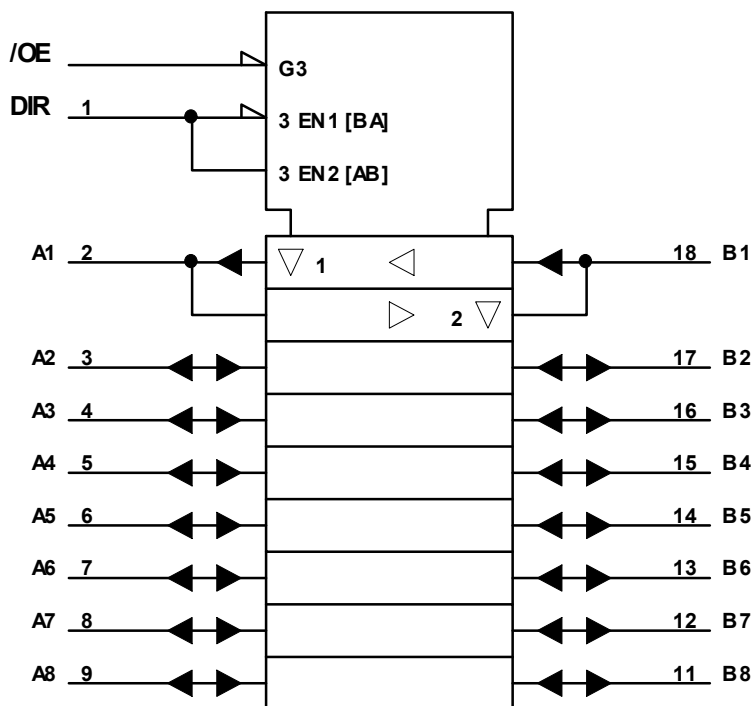 /OE
G3
DIR 1 3 EN1 [BA]
3 EN2 [AB]
A1 2 1 18 B1
2
A2 3 17 B2
A3 4 16 B3
A4 5 15 B4
A5 6 14 B5
A6 7 13 B6
A7 8 12 B7
A8 9 11 B8